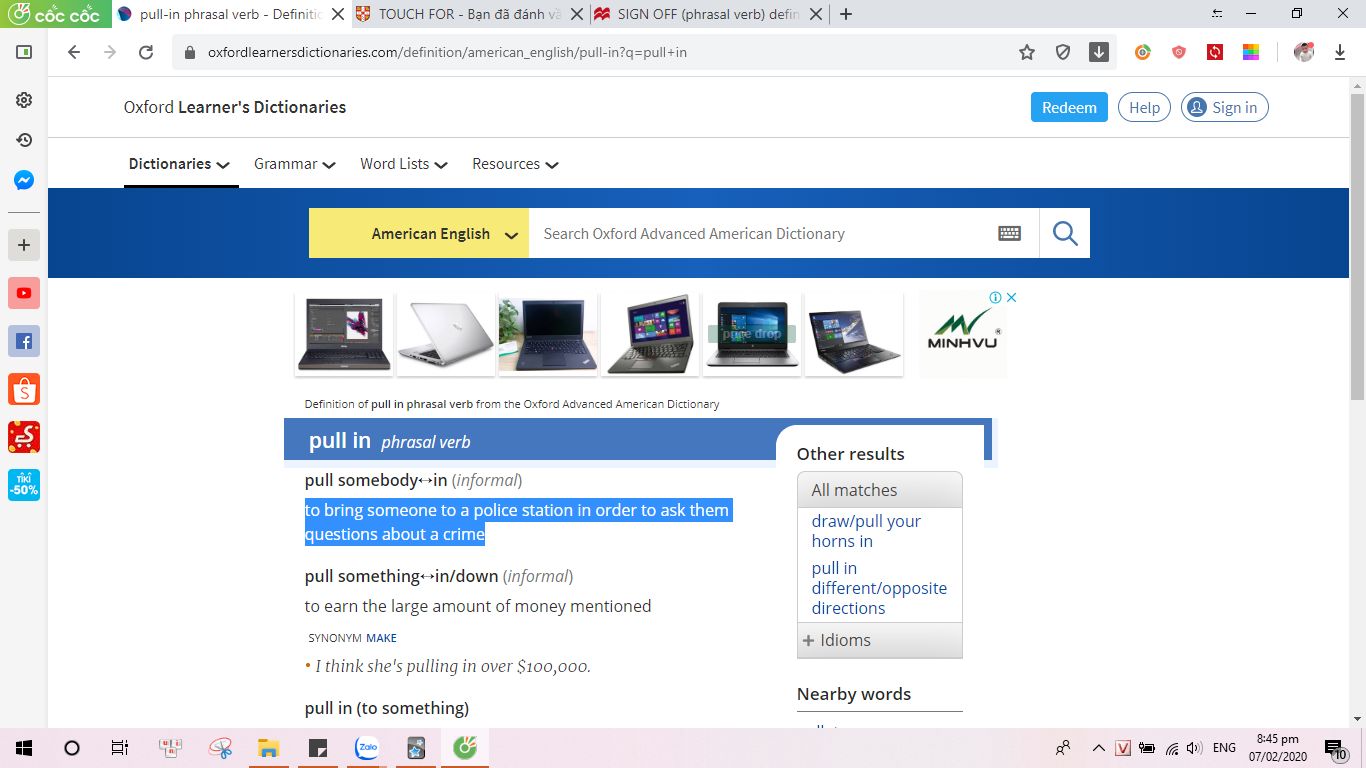 cốc cốc
pull-in phrasal verb - Definitio
TOUCH FOR - Bạn đã đánh vầ
SIGN OFF (phrasal verb) defin
oxfordlearnersdictionaries.com/definition/american_english/pull-in?q=pull+in
Oxford Learner's Dictionaries
Redeem
Help
Sign in
Dictionaries
Grammar
Word Lists
Resources
American English
Search Oxford Advanced American Dictionary
price drop
MINHVU
Definition of pull in phrasal verb from the Oxford Advanced American Dictionary
pull in phrasal verb
pull somebody↔in (informal)
to bring someone to a police station in order to ask them
questions about a crime
pull something↔in/down (informal)
to earn the large amount of money mentioned
SYNONYM MAKE
• I think she's pulling in over $100,000.
pull in (to something)
Other results
All matches
draw/pull your
horns in
pull in
different/opposite
directions
+ Idioms
Nearby words
TIKI
-50%
Zalo
ENG
8:45 pm
07/02/2020
10